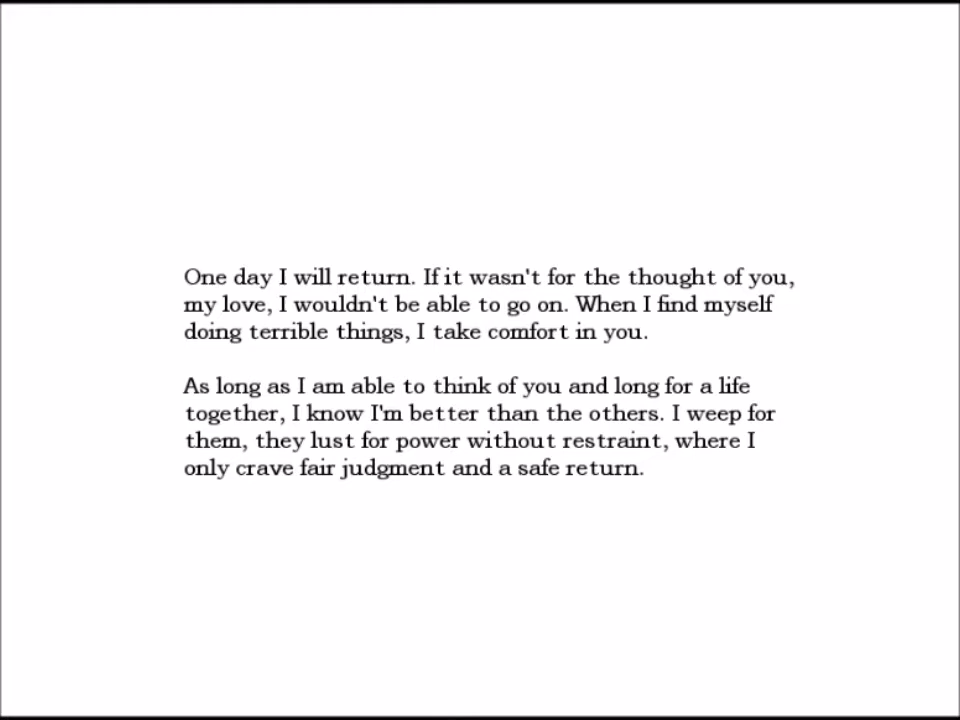 One day I will return. If it wasn't for the thought of you,
my love, I wouldn't be able to go on. When I find myself
doing terrible things, I take comfort in you.
As long as I am able to think of you and long for a life
together, I know I'm better than the others. I weep for
them, they lust for power without restraint, where I
only crave fair judgment and a safe return.